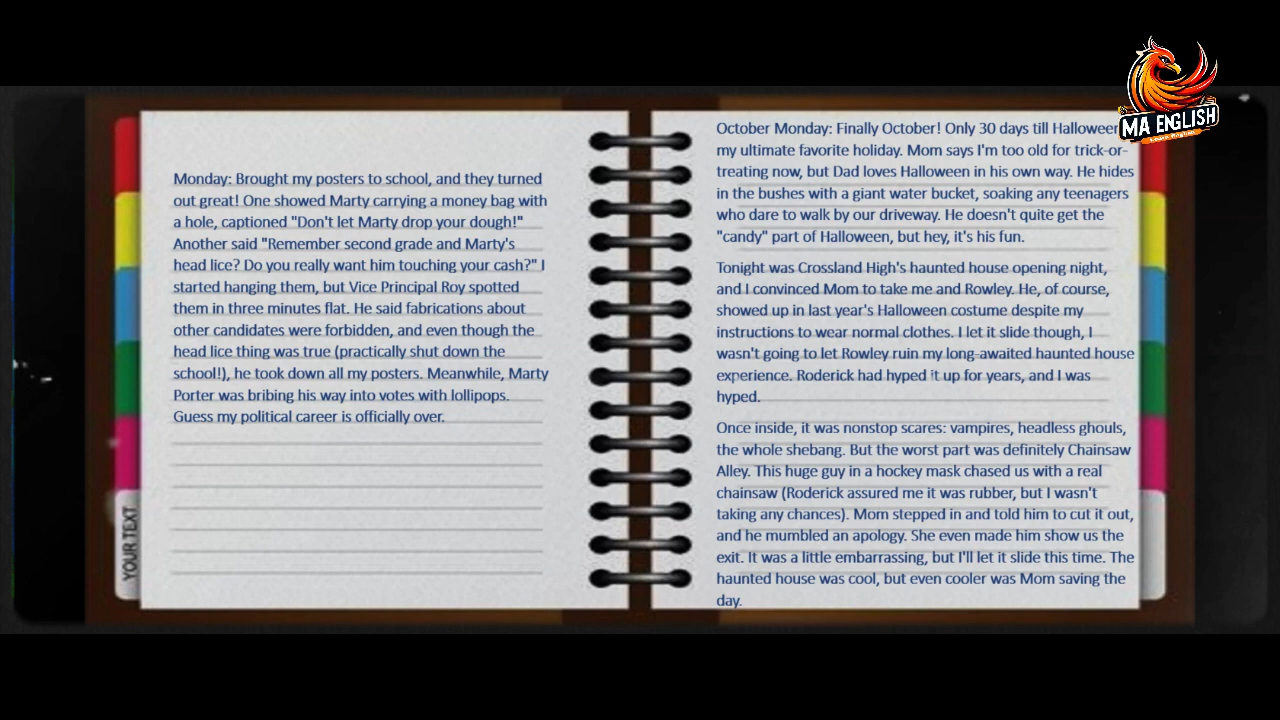 MA ENGLISH
Learn English
Monday: Brought my posters to school, and they turned
out great! One showed Marty carrying a money bag with
a hole, captioned "Don't let Marty drop your dough!"
Another said "Remember second grade and Marty's
head lice? Do you really want him touching your cash?" I
started hanging them, but Vice Principal Roy spotted
them in three minutes flat. He said fabrications about
other candidates were forbidden, and even though the
head lice thing was true (practically shut down the
school!), he took down all my posters. Meanwhile, Marty
Porter was bribing his way into votes with lollipops.
Guess my political career is officially over.
YOUR TEXT
October Monday: Finally October! Only 30 days till Halloween
my ultimate favorite holiday. Mom says I'm too old for trick-or-
treating now, but Dad loves Halloween in his own way. He hides
in the bushes with a giant water bucket, soaking any teenagers
who dare to walk by our driveway. He doesn't quite get the
"candy" part of Halloween, but hey, it's his fun.
Tonight was Crossland High's haunted house opening night,
and I convinced Mom to take me and Rowley. He, of course,
showed up in last year's Halloween costume despite my
instructions to wear normal clothes. I let it slide though, I
wasn't going to let Rowley ruin my long-awaited haunted house
experience. Roderick had hyped it up for years, and I was
hyped.
Once inside, it was nonstop scares: vampires, headless ghouls,
the whole shebang. But the worst part was definitely Chainsaw
Alley. This huge guy in a hockey mask chased us with a real
chainsaw (Roderick assured me it was rubber, but I wasn't
taking any chances). Mom stepped in and told him to cut it out,
and he mumbled an apology. She even made him show us the
exit. It was a little embarrassing, but I'll let it slide this time. The
haunted house was cool, but even cooler was Mom saving the
day.